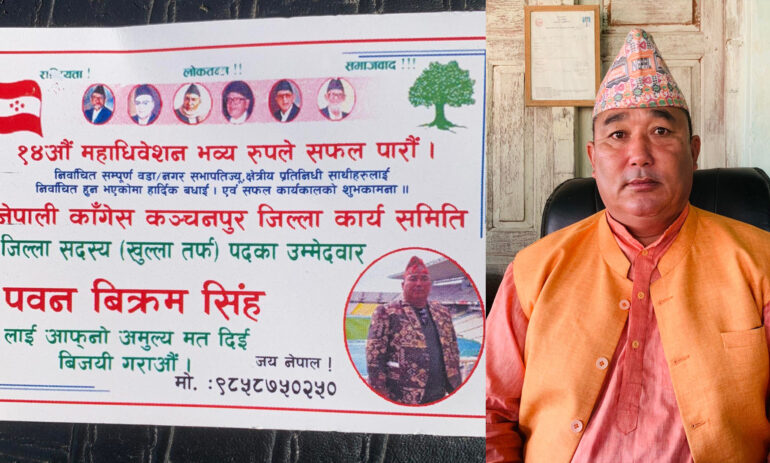 राष्ट्रियता ! लोकतन्त्र !! समाजवाद !!!
१४औं महाधिवेशन भव्य रुपले सफल पारौं ।
निर्वाचित सम्पूर्ण वडा/नगर सभापतिज्यू,क्षेत्रीय प्रतिनिधी साथीहरुलाई
निर्वाचित हुन भएकोमा हार्दिक बधाई । एवं सफल कार्यकालको शुभकामना ॥
नेपाली काँग्रेस कञ्चनपुर जिल्ला कार्य समिति
जिल्ला सदस्य (खुल्ला तर्फ) पदका उम्मेदवार
पवन बिक्रम सिंह
लाई आफ्नो अमुल्य मत दिई
बिजयी गराऔं ।
जय नेपाल !
मो. :९८५८७५०२५०